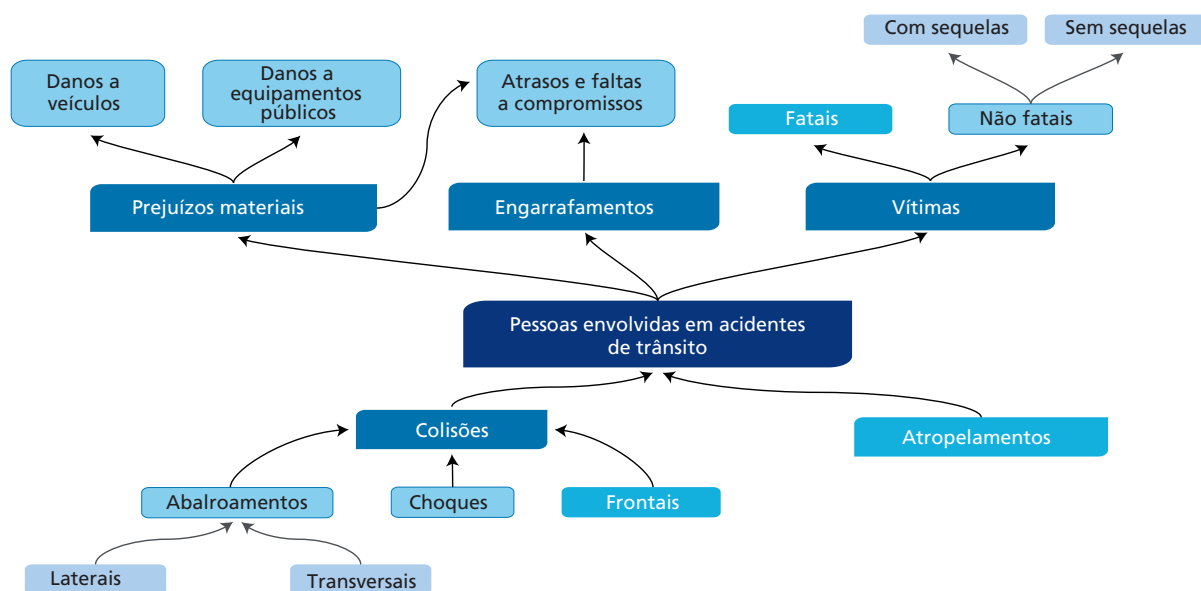 Com sequelas
Sem sequelas
Danos a
veículos
Danos a
equipamentos
públicos
Atrasos e faltas
a compromissos
Fatais
Não fatais
Prejuízos materiais
Engarrafamentos
Vítimas
Pessoas envolvidas em acidentes
de trânsito
Colisões
Atropelamentos
Abalroamentos
Choques
Frontais
Laterais
Transversais